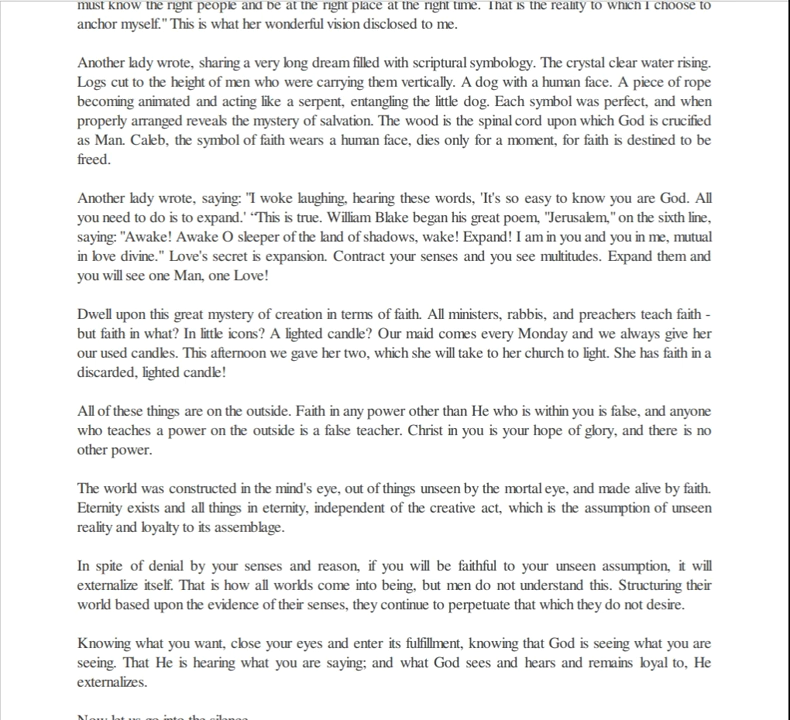 must know the right people and be at the right place at the right time. That is the reality to which I choose to
anchor myself." This is what her wonderful vision disclosed to me.
Another lady wrote, sharing a very long dream filled with scriptural symbology. The crystal clear water rising.
Logs cut to the height of men who were carrying them vertically. A dog with a human face. A piece of rope
becoming animated and acting like a serpent, entangling the little dog. Each symbol was perfect, and when
properly arranged reveals the mystery of salvation. The wood is the spinal cord upon which God is crucified
as Man. Caleb, the symbol of faith wears a human face, dies only for a moment, for faith is destined to be
freed.
Another lady wrote, saying: "I woke laughing, hearing these words, 'It's so easy to know you are God. All
you need to do is to expand.' “This is true. William Blake began his great poem, "Jerusalem," on the sixth line,
saying: "Awake! Awake O sleeper of the land of shadows, wake! Expand! I am in you and you in me, mutual
in love divine." Love's secret is expansion. Contract your senses and you see multitudes. Expand them and
you will see one Man, one Love!
Dwell upon this great mystery of creation in terms of faith. All ministers, rabbis, and preachers teach faith -
but faith in what? In little icons? A lighted candle? Our maid comes every Monday and we always give her
our used candles. This afternoon we gave her two, which she will take to her church to light. She has faith in a
discarded, lighted candle!
All of these things are on the outside. Faith in any power other than He who is within you is false, and anyone
who teaches a power on the outside is a false teacher. Christ in you is your hope of glory, and there is no
other power.
The world was constructed in the mind's eye, out of things unseen by the mortal eye, and made alive by faith.
Eternity exists and all things in eternity, independent of the creative act, which is the assumption of unseen
reality and loyalty to its assemblage.
In spite of denial by your senses and reason, if you will be faithful to your unseen assumption, it will
externalize itself. That is how all worlds come into being, but men do not understand this. Structuring their
world based upon the evidence of their senses, they continue to perpetuate that which they do not desire.
Knowing what you want, close your eyes and enter its fulfillment, knowing that God is seeing what you are
seeing. That He is hearing what you are saying; and what God sees and hears and remains loyal to, He
externalizes.
Now let us go into the silence.